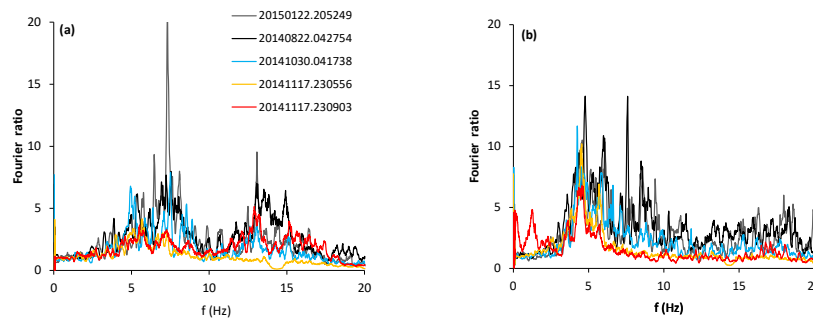 (a)
20150122.205249
20140822.042754
20141030.041738
20141117.230556
20141117.230903
20
15
10
5
0
Fourier ratio
0 5 10 15 20
f (Hz)
(b)
20
15
10
5
0
Fourier ratio
0 5 10 15 20
f (Hz)